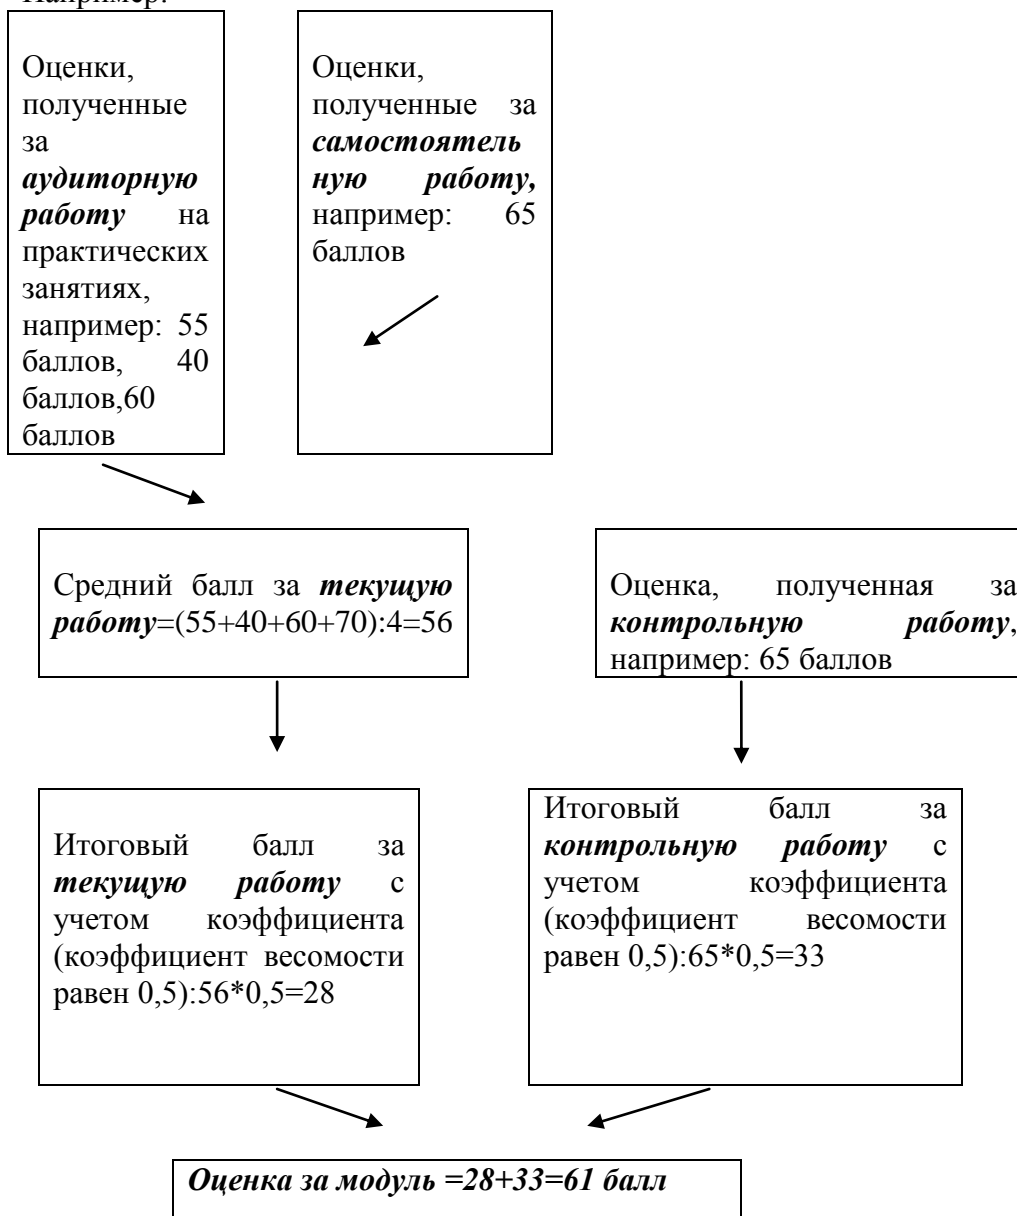 Например:
Оценки,
полученные
за
аудиторную
работу на
практических
занятиях,
например: 55
баллов, 40
баллов,60
баллов
Оценки,
полученные за
самостоятель
ную работу,
например: 65
баллов
Средний балл за текущую
работу=(55+40+60+70):4=56
Оценка, полученная за
контрольную работу,
например: 65 баллов
Итоговый балл за
текущую работу с
учетом коэффициента
(коэффициент весомости
равен 0,5):56*0,5=28
Итоговый балл за
контрольную работу с
учетом коэффициента
(коэффициент весомости
равен 0,5):65*0,5=33
Оценка за модуль =28+33=61 балл